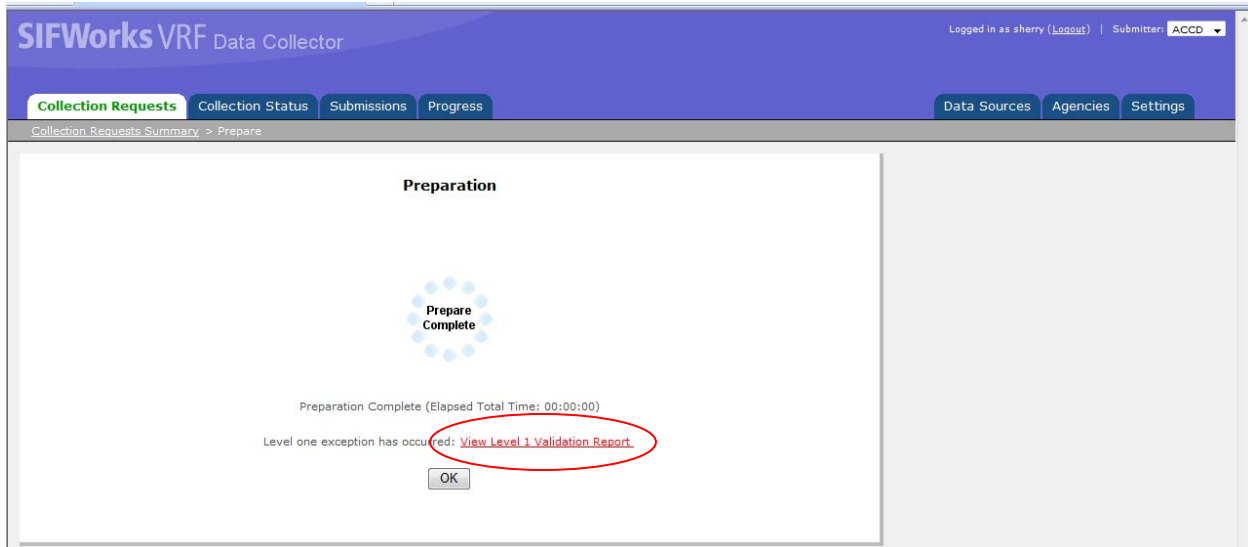 SIFWorks VRF Data Collector
Logged in as sherry (Logout) | Submitter: ACCD
Collection Requests Collection Status Submissions Progress Data Sources Agencies Settings
Collection Requests Summary > Prepare
Preparation
Prepare
Complete
Preparation Complete (Elapsed Total Time: 00:00:00)
Level one exception has occurred: View Level 1 Validation Report
OK